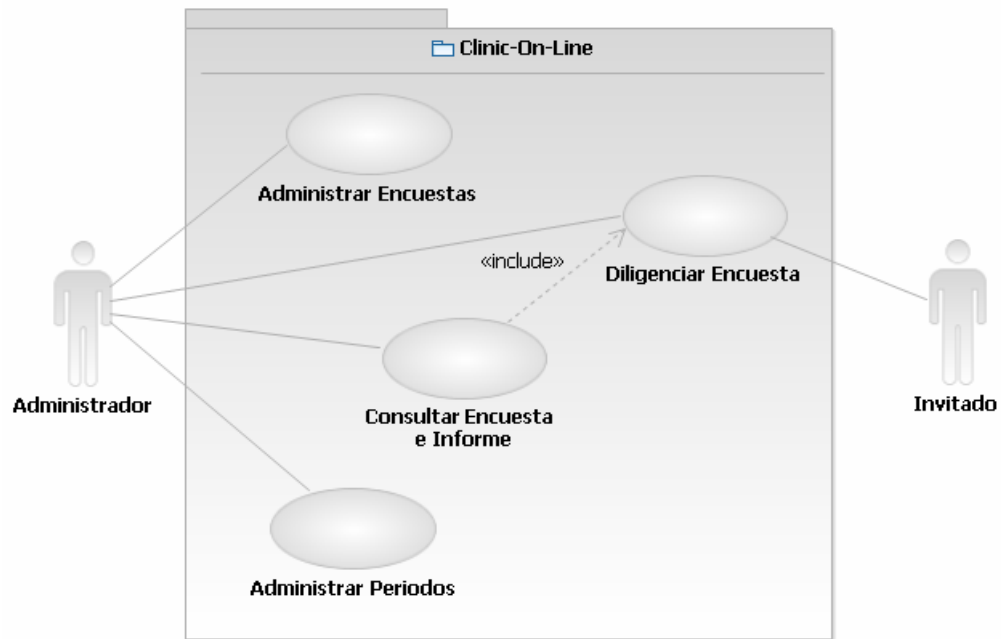 Clinic-On-Line
Administrar Encuestas
«include»
Diligenciar Encuesta
Administrador
Invitado
Consultar Encuesta
e Informe
Administrar Periodos